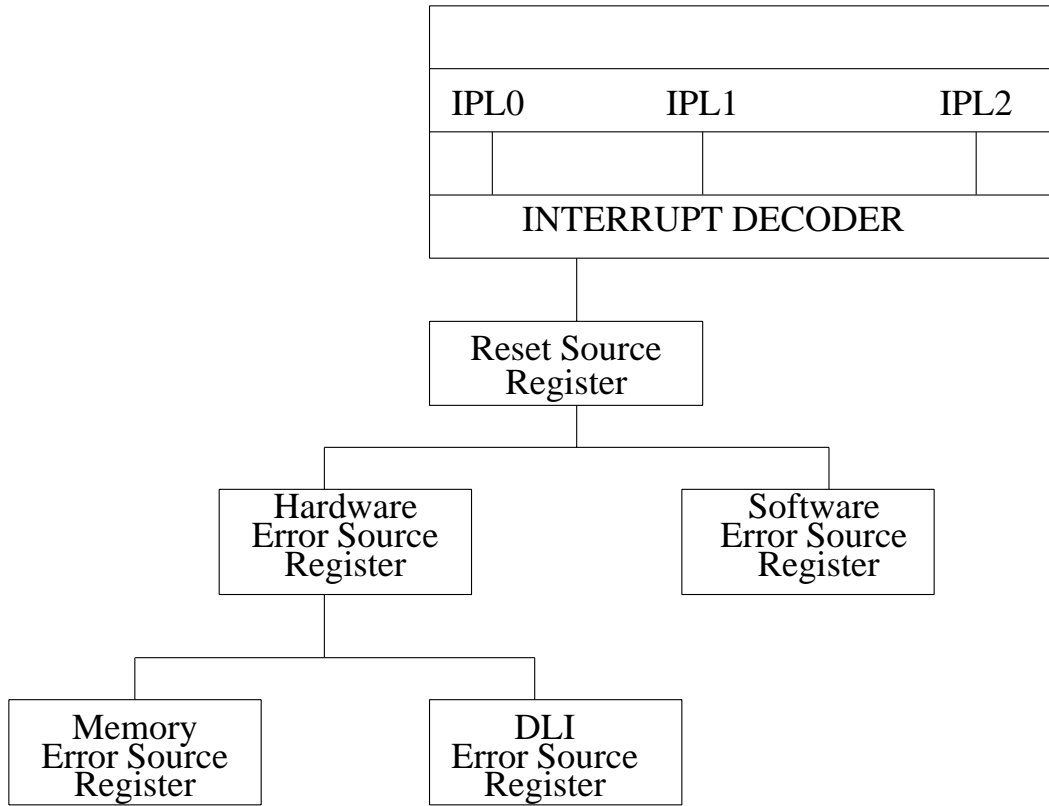 IPL0 IPL1 IPL2
INTERRUPT DECODER
Reset Source
Register
Hardware
Error Source
Register
Software
Error Source
Register
Memory
Error Source
Register
DLI
Error Source
Register